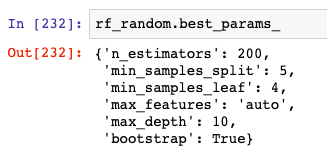 In [232]: rf_random.best_params_
Out[232]: {'n_estimators': 200,
'min_samples_split': 5,
'min_samples_leaf': 4,
'max_features': 'auto',
'max_depth': 10,
'bootstrap': True}